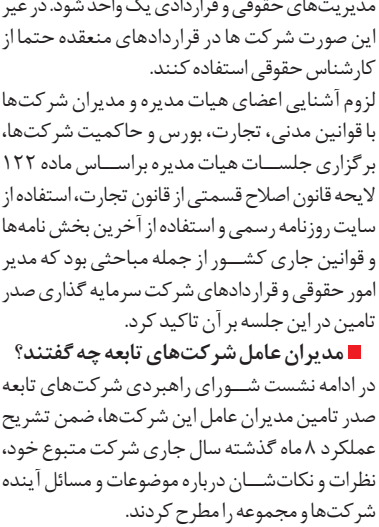 مدیریت‌های حقوقی و قراردادی یک واحد شود. در غیر
این صورت شرکت ها در قراردادهای منعقده حتما از
کارشناس حقوقی استفاده کنند.
لزوم آشنایی اعضای هیات مدیره و مدیران شرکت‌ها
با قوانین مدنی، تجارت، بورس و حاکمیت شرکت‌ها،
برگزاری جلســات هیات مدیره براســاس ماده ۱۲۲
لایحه قانون اصلاح قسمتی از قانون تجارت، استفاده از
سایت روزنامه رسمی و استفاده از آخرین بخش نامه‌ها
و قوانین جاری کشــور از جمله مباحثی بود که مدیر
امور حقوقی و قراردادهای شرکت سرمایه گذاری صدر
تامین در این جلسه بر آن تاکید کرد.
■ مدیران عامل شرکت‌های تابعه چه گفتند؟
در ادامه نشست شــورای راهبردی شرکت‌های تابعه
صدر تامین مدیران عامل این شرکت‌ها، ضمن تشریح
عملکرد ۸ ماه گذشته سال جاری شرکت متبوع خود،
نظرات و نکات‌شــان درباره موضوعات و مسائل آینده
شرکت‌ها و مجموعه را مطرح کردند.